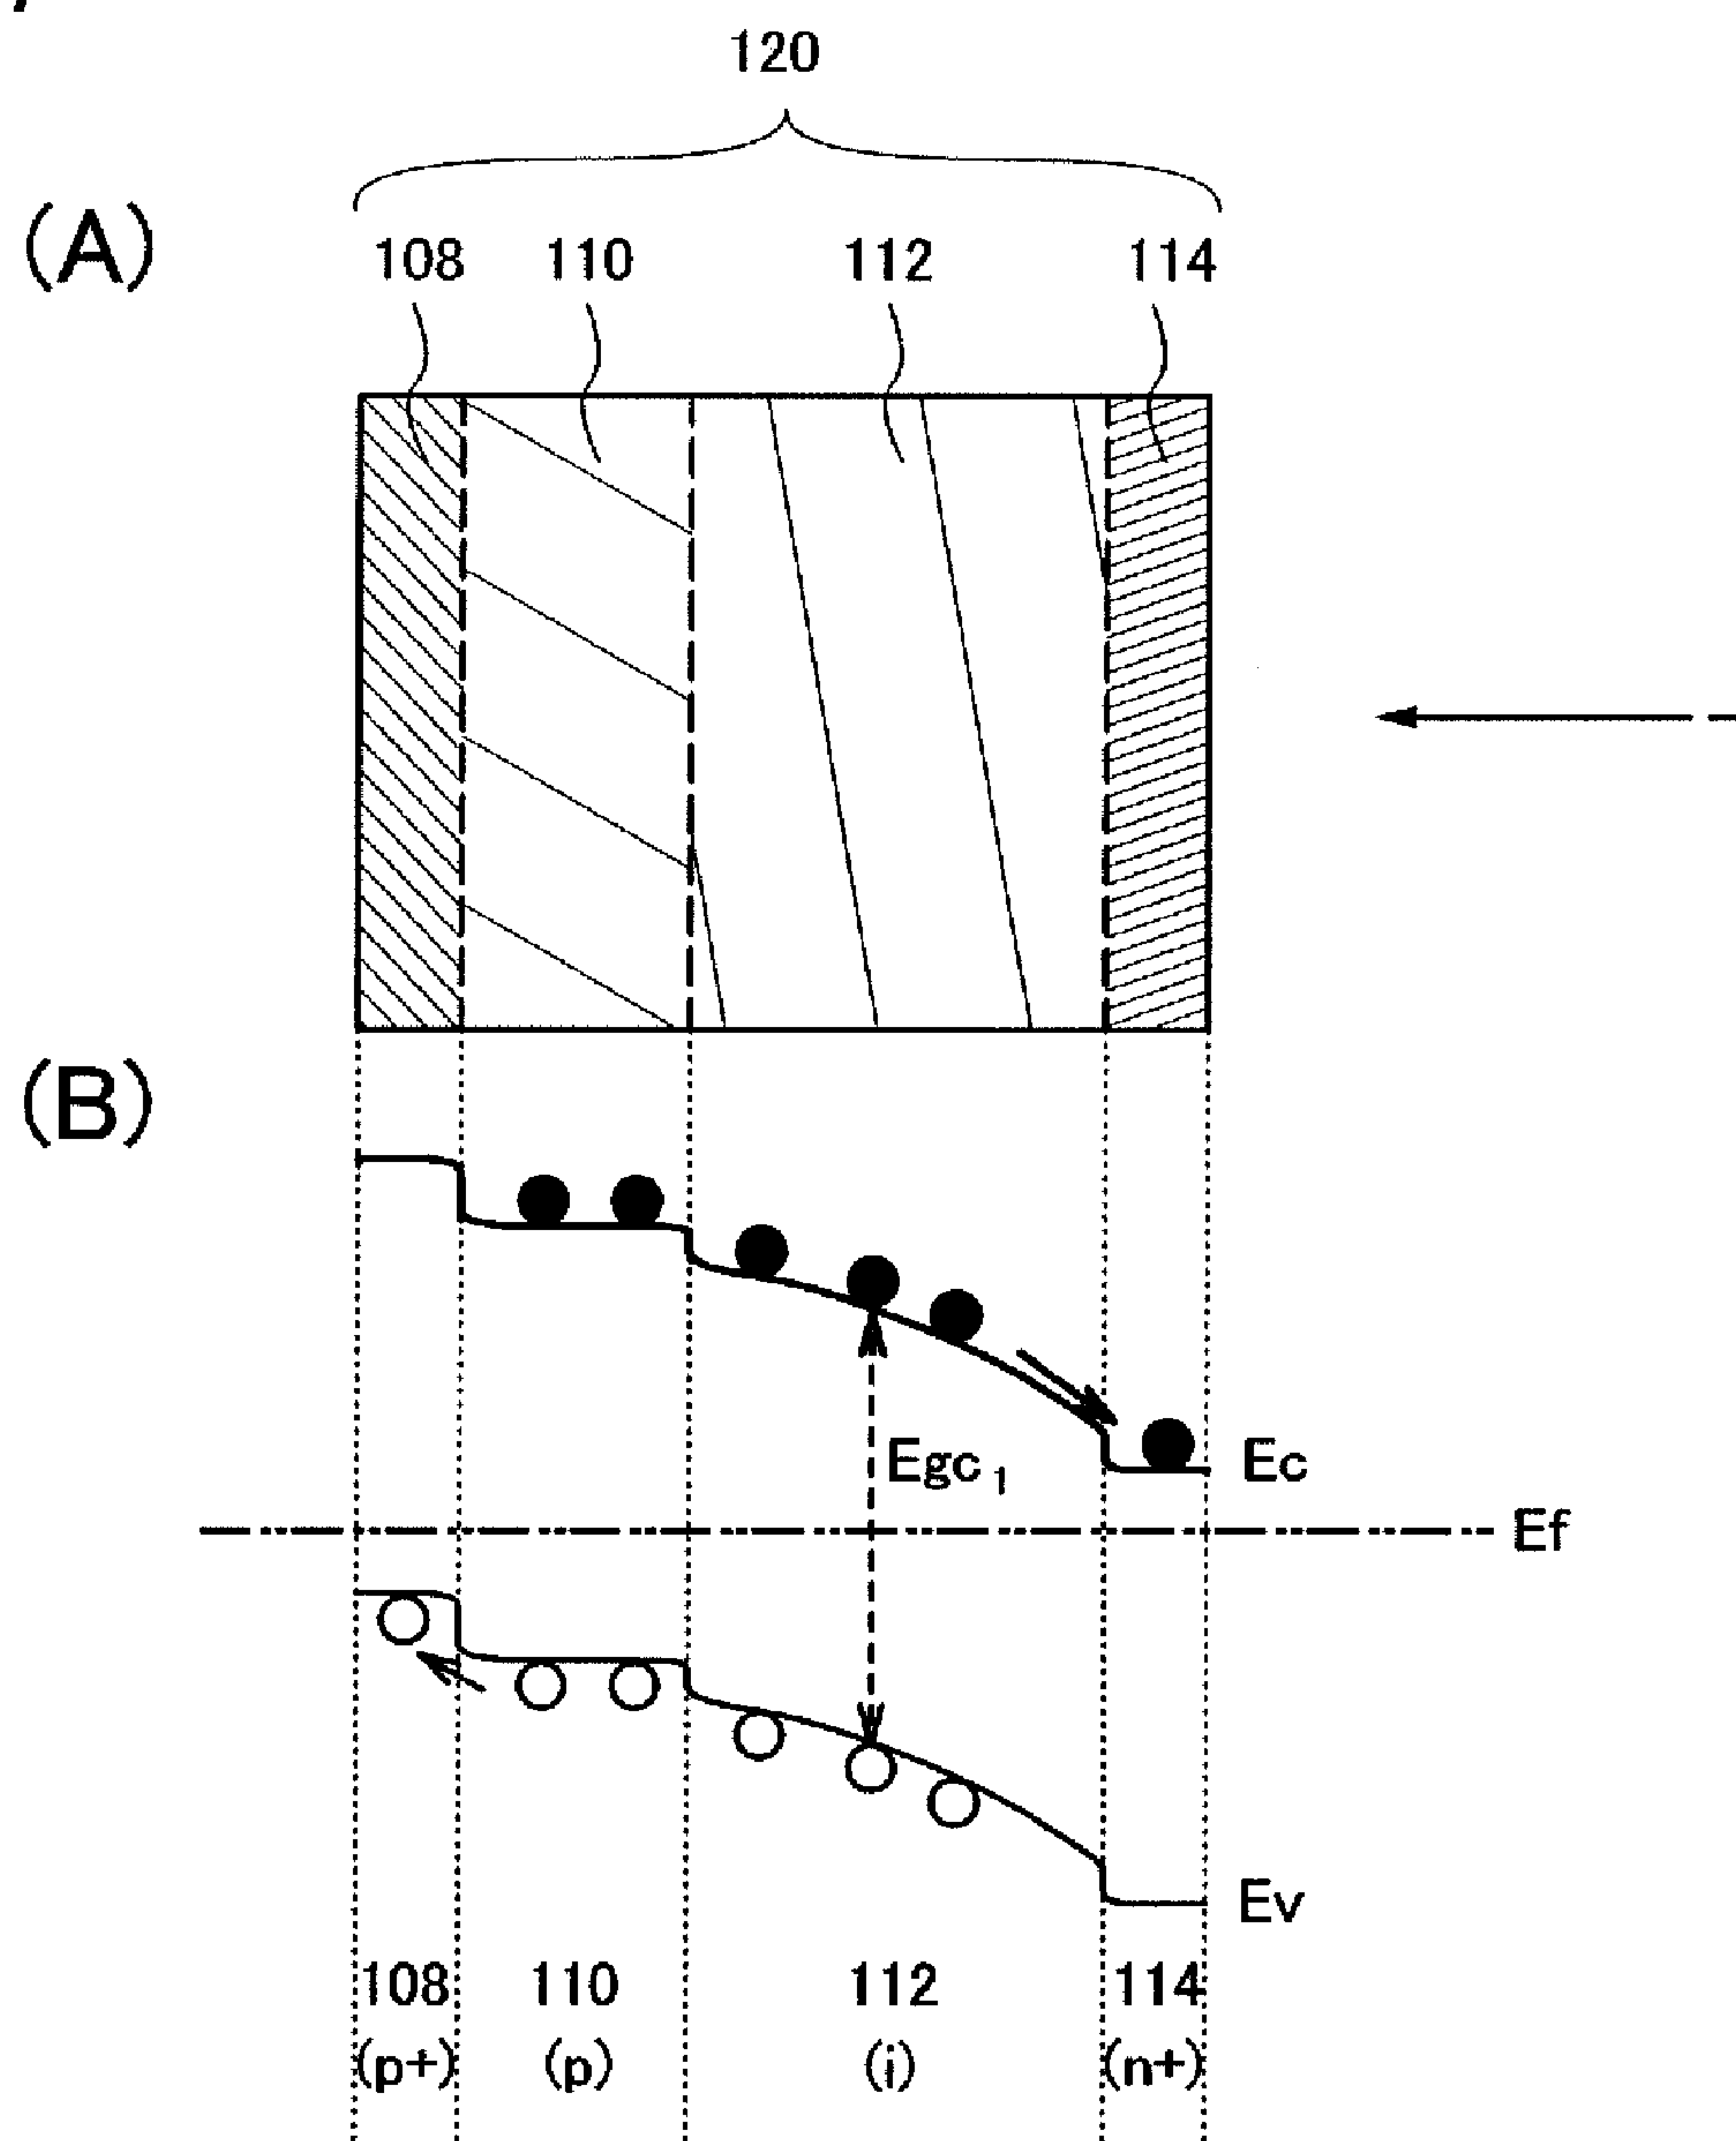 120
(A)
108 110 112 114
(B)
Egc1
Ec
Ef
Ev
108 110 112 114
(p+) (p) (i) (n+)